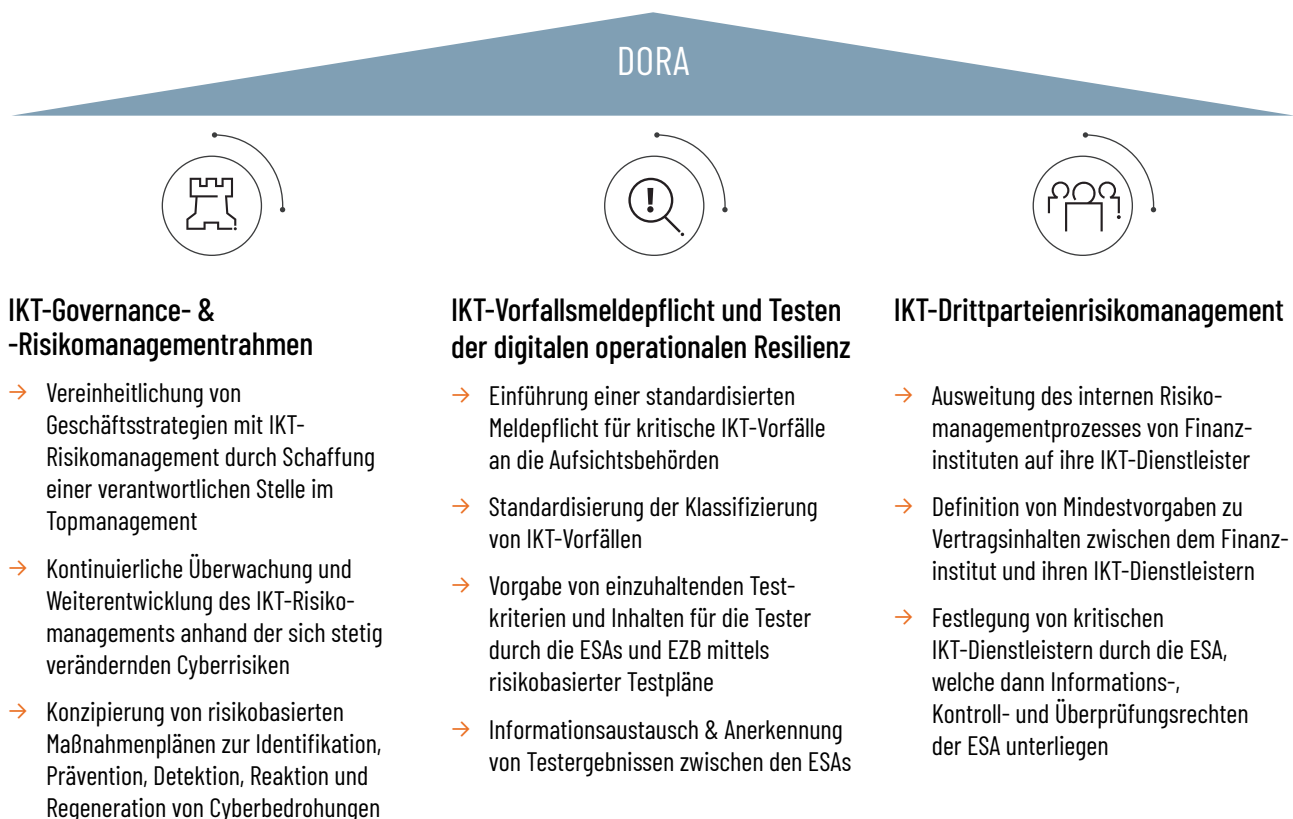 DORA
IKT-Governance- &
-Risikomanagementrahmen
→ Vereinheitlichung von
Geschäftsstrategien mit IKT-
Risikomanagement durch Schaffung
einer verantwortlichen Stelle im
Topmanagement
→ Kontinuierliche Überwachung und
Weiterentwicklung des IKT-Risiko-
managements anhand der sich stetig
verändernden Cyberrisiken
→ Konzipierung von risikobasierten
Maßnahmenplänen zur Identifikation,
Prävention, Detektion, Reaktion und
Regeneration von Cyberbedrohungen
IKT-Vorfallsmeldepflicht und Testen
der digitalen operationalen Resilienz
→ Einführung einer standardisierten
Meldepflicht für kritische IKT-Vorfälle
an die Aufsichtsbehörden
→ Standardisierung der Klassifizierung
von IKT-Vorfällen
→ Vorgabe von einzuhaltenden Test-
kriterien und Inhalten für die Tester
durch die ESAs und EZB mittels
risikobasierter Testpläne
→ Informationsaustausch & Anerkennung
von Testergebnissen zwischen den ESAs
IKT-Drittparteienrisikomanagement
→ Ausweitung des internen Risiko-
managementprozesses von Finanz-
instituten auf ihre IKT-Dienstleister
→ Definition von Mindestvorgaben zu
Vertragsinhalten zwischen dem Finanz-
institut und ihren IKT-Dienstleistern
→ Festlegung von kritischen
IKT-Dienstleistern durch die ESA,
welche dann Informations-,
Kontroll- und Überprüfungsrechten
der ESA unterliegen